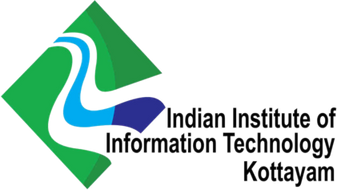 Indian Institute of
Information Technology
Kottayam